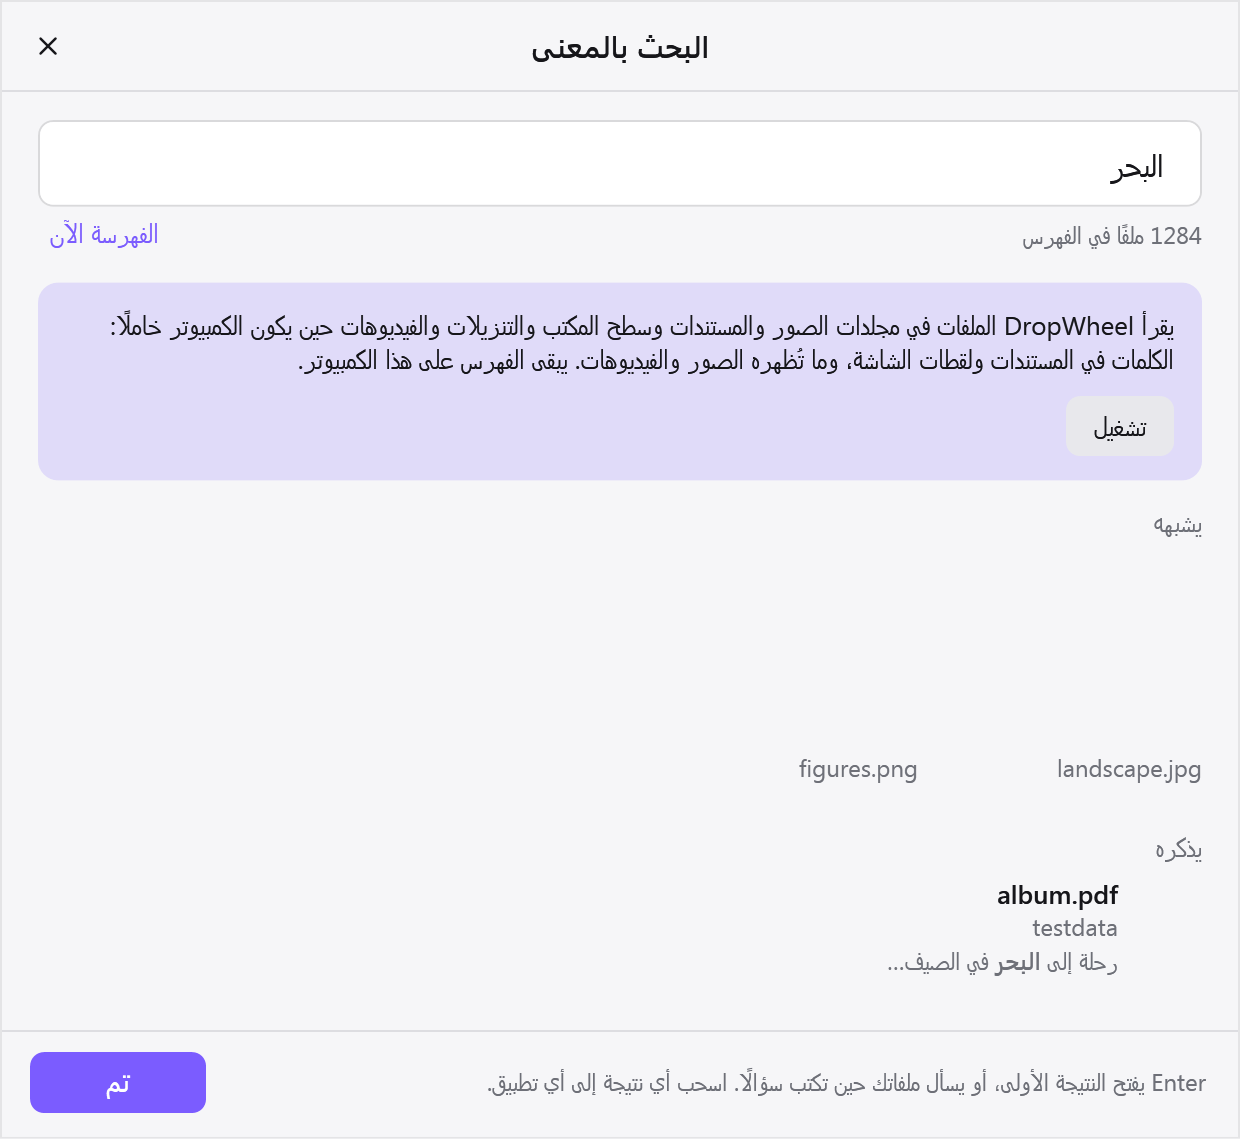 البحث بالمعنى
البحر
1284 ملفًا في الفهرس
الفهرسة الآن
يقرأ DropWheel الملفات في مجلدات الصور والمستندات وسطح المكتب والتنزيلات والفيديوهات حين يكون الكمبيوتر خاملًا:
الكلمات في المستندات ولقطات الشاشة، وما تُظهره الصور والفيديوهات. يبقى الفهرس على هذا الكمبيوتر.
تشغيل
يشبهه
landscape.jpg
figures.png
يذكره
album.pdf
testdata
رحلة إلى البحر في الصيف...
Enter يفتح النتيجة الأولى، أو يسأل ملفاتك حين تكتب سؤالًا. اسحب أي نتيجة إلى أي تطبيق.
تم